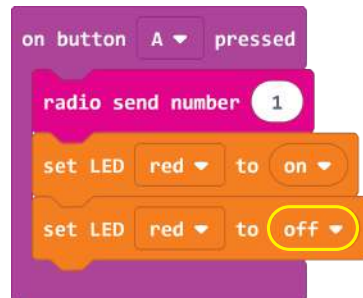 on button A pressed
radio send number 1
set LED red to on
set LED red to off